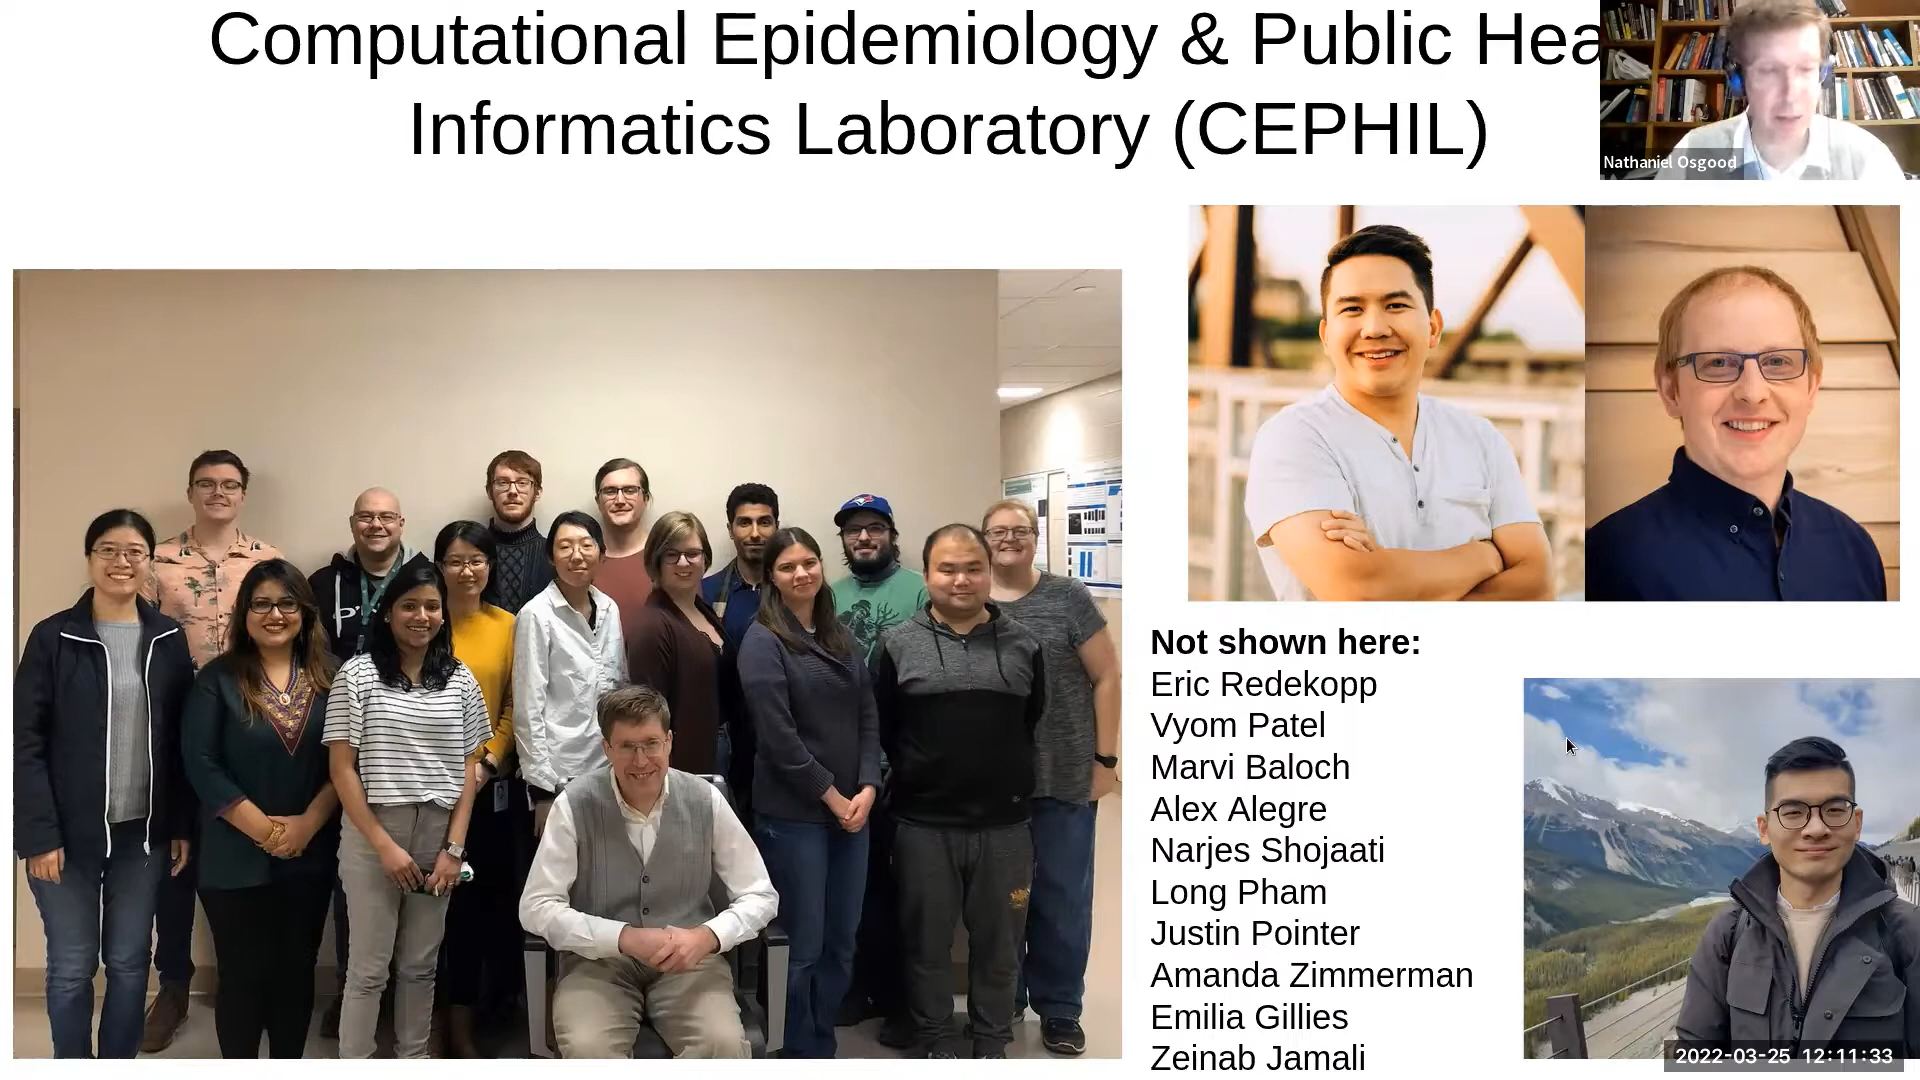 Computational Epidemiology & Public Hea
Informatics Laboratory (CEPHIL)
Nathaniel Osgood
Not shown here:
Eric Redekopp
Vyom Patel
Marvi Baloch
Alex Alegre
Narjes Shojaati
Long Pham
Justin Pointer
Amanda Zimmerman
Emilia Gillies
Zeinab Jamali
2022-03-25 12:11:33